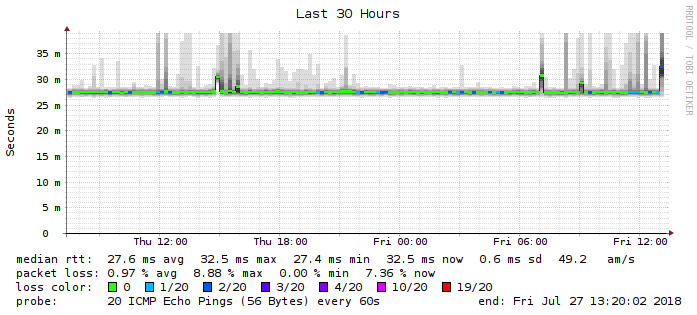 Last 30 Hours
RRDTOOL / TOBI OETIKER
Seconds
35 m
30 m
25 m
20 m
15 m
10 m
5 m
0
Thu 12:00 Thu 18:00 Fri 00:00 Fri 06:00 Fri 12:00
median rtt: 27.6 ms avg 32.5 ms max 27.4 ms min 32.5 ms now 0.6 ms sd 49.2 am/s
packet loss: 0.97 % avg 8.88 % max 0.00 % min 7.36 % now
loss color: 0 1/20 2/20 3/20 4/20 10/20 19/20
probe: 20 ICMP Echo Pings (56 Bytes) every 60s end: Fri Jul 27 13:20:02 2018